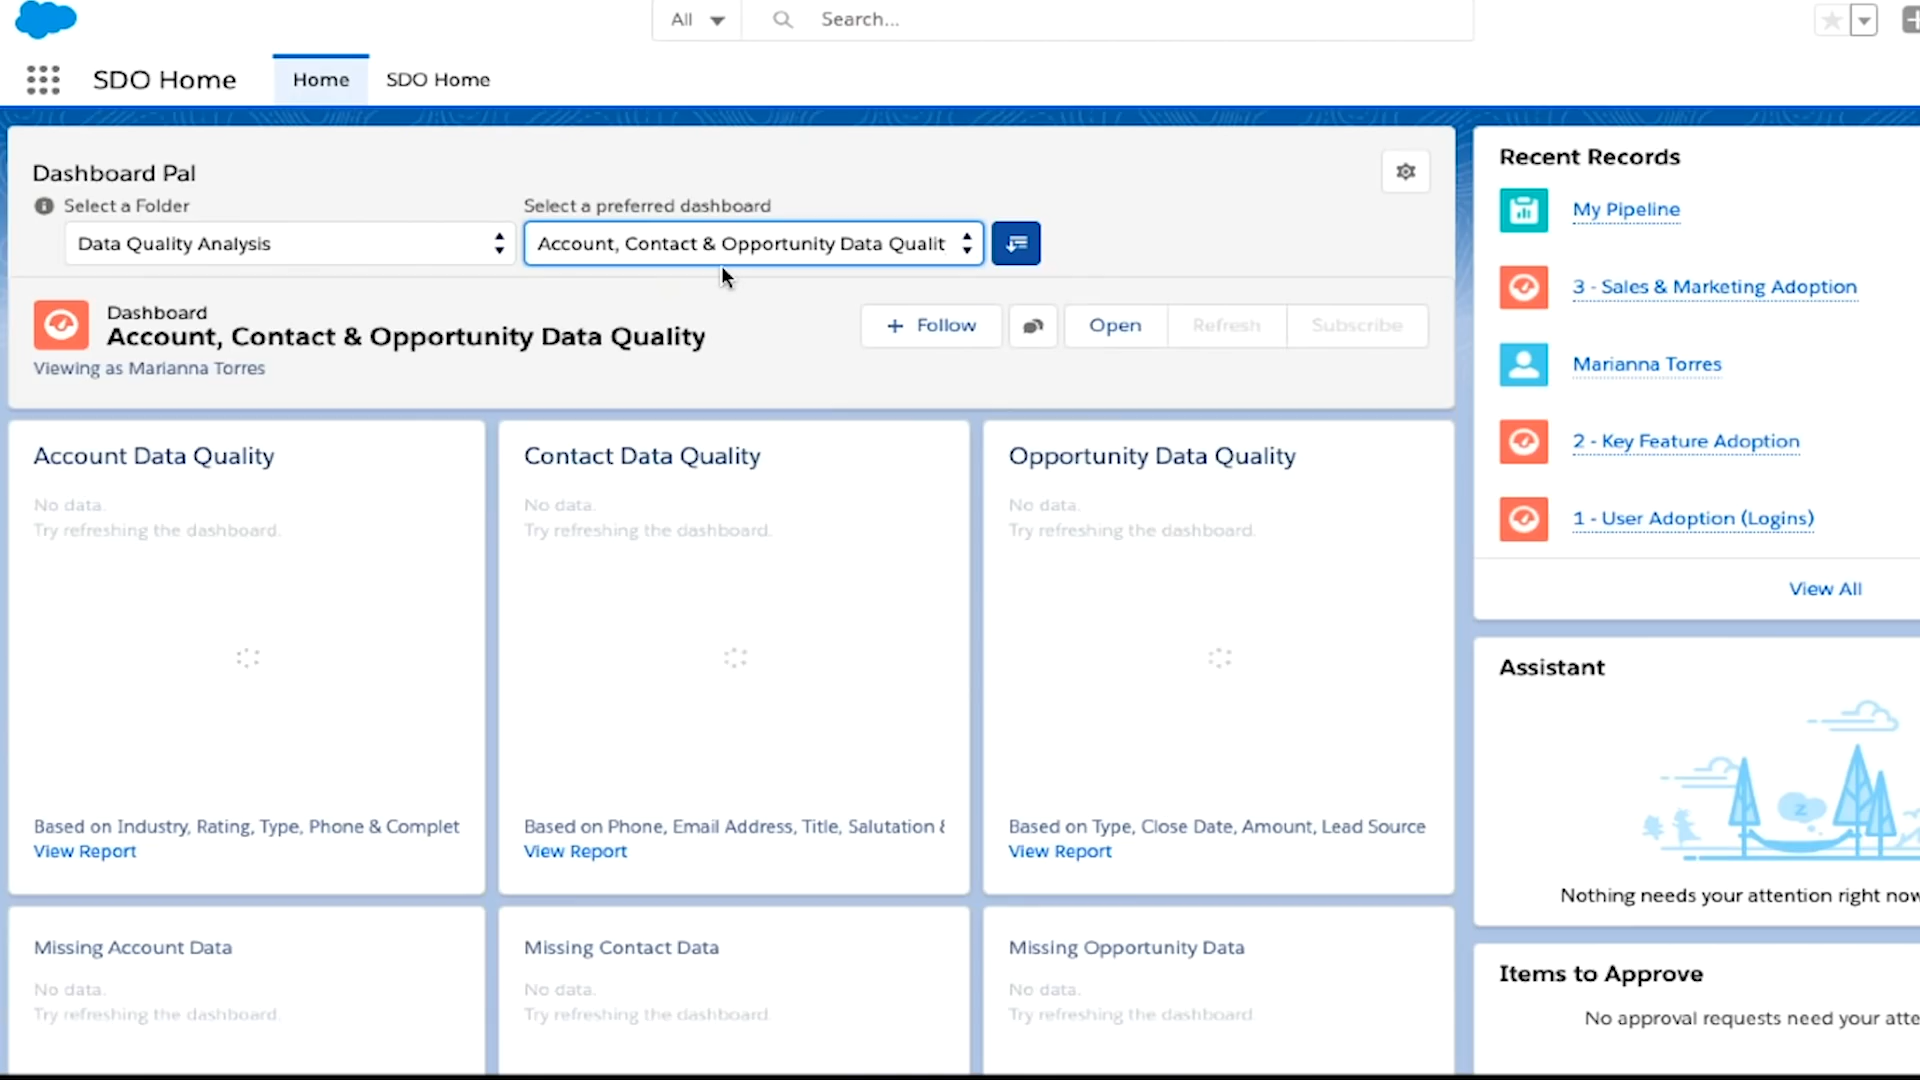 All
Search...
SDO Home
Home
SDO Home
Dashboard Pal
Select a Folder
Select a preferred dashboard
Data Quality Analysis
Account, Contact & Opportunity Data Qualit
Dashboard
Account, Contact & Opportunity Data Quality
Viewing as Marianna Torres
+ Follow
Open
Refresh
Subscribe
Account Data Quality
No data.
Try refreshing the dashboard.
Based on Industry, Rating, Type, Phone & Complet
View Report
Contact Data Quality
No data.
Try refreshing the dashboard.
Based on Phone, Email Address, Title, Salutation &
View Report
Opportunity Data Quality
No data.
Try refreshing the dashboard.
Based on Type, Close Date, Amount, Lead Source
View Report
Missing Account Data
No data.
Try refreshing the dashboard.
Missing Contact Data
No data.
Try refreshing the dashboard.
Missing Opportunity Data
No data.
Try refreshing the dashboard
Recent Records
My Pipeline
3 - Sales & Marketing Adoption
Marianna Torres
2 - Key Feature Adoption
1 - User Adoption (Logins)
View All
Assistant
z
Nothing needs your attention right now
Items to Approve
No approval requests need your atte